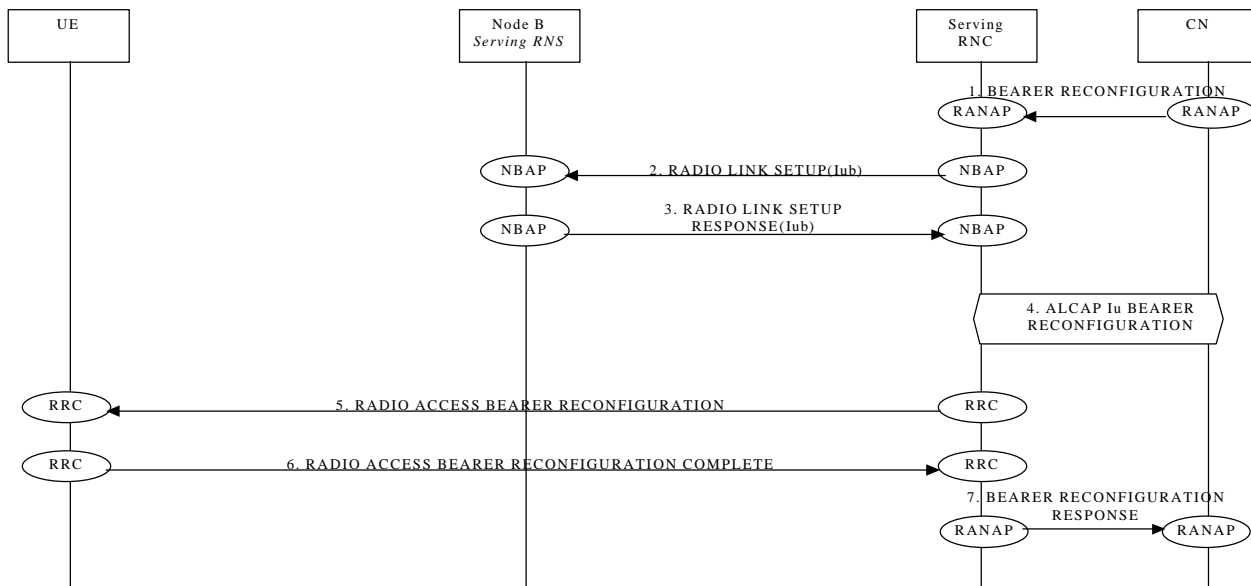 UE
Node B
Serving RNS
Serving
RNC
CN
1. BEARER RECONFIGURATION
RANAP
RANAP
NBAP
2. RADIO LINK SETUP(Iub)
NBAP
3. RADIO LINK SETUP
RESPONSE(Iub)
NBAP
NBAP
4. ALCAP Iu BEARER
RECONFIGURATION
RRC
5. RADIO ACCESS BEARER RECONFIGURATION
RRC
RRC
6. RADIO ACCESS BEARER RECONFIGURATION COMPLETE
RRC
7. BEARER RECONFIGURATION
RESPONSE
RANAP
RANAP